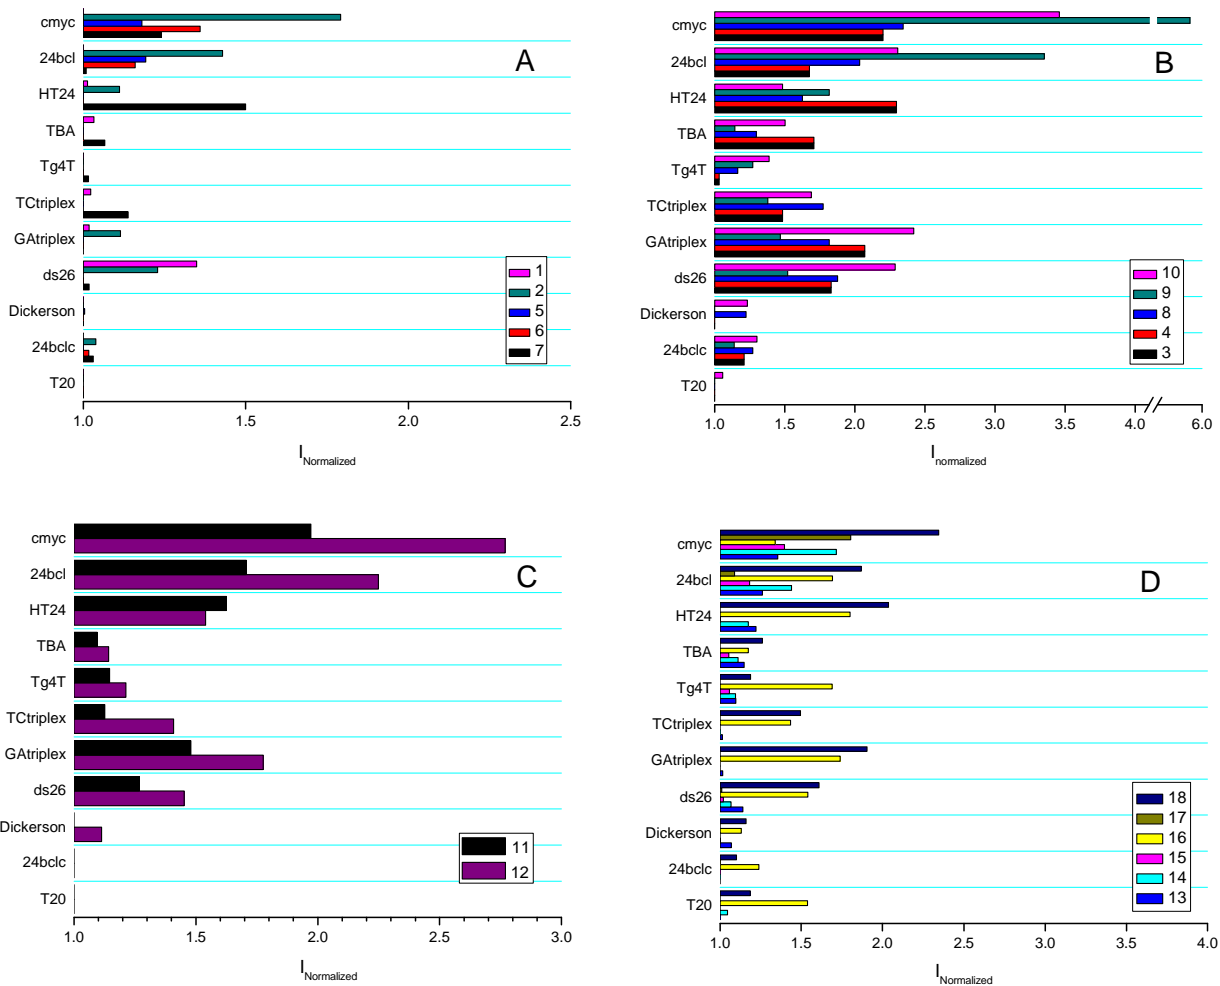 A
cmyc
24bcl
HT24
TBA
Tg4T
TCtriplex
GAtriplex
ds26
Dickerson
24bclc
T20
1
2
5
6
7
1.0 1.5 2.0 2.5
I Normalized
B
cmyc
24bcl
HT24
TBA
Tg4T
TCtriplex
GAtriplex
ds26
Dickerson
24bclc
T20
10
9
8
4
3
1.0 1.5 2.0 2.5 3.0 3.5 4.0 6.0
I normalized
C
cmyc
24bcl
HT24
TBA
Tg4T
TCtriplex
GAtriplex
ds26
Dickerson
24bclc
T20
11
12
1.0 1.5 2.0 2.5 3.0
I Normalized
D
cmyc
24bcl
HT24
TBA
Tg4T
TCtriplex
GAtriplex
ds26
Dickerson
24bclc
T20
18
17
16
15
14
13
1.0 1.5 2.0 2.5 3.0 3.5 4.0
I Normalized